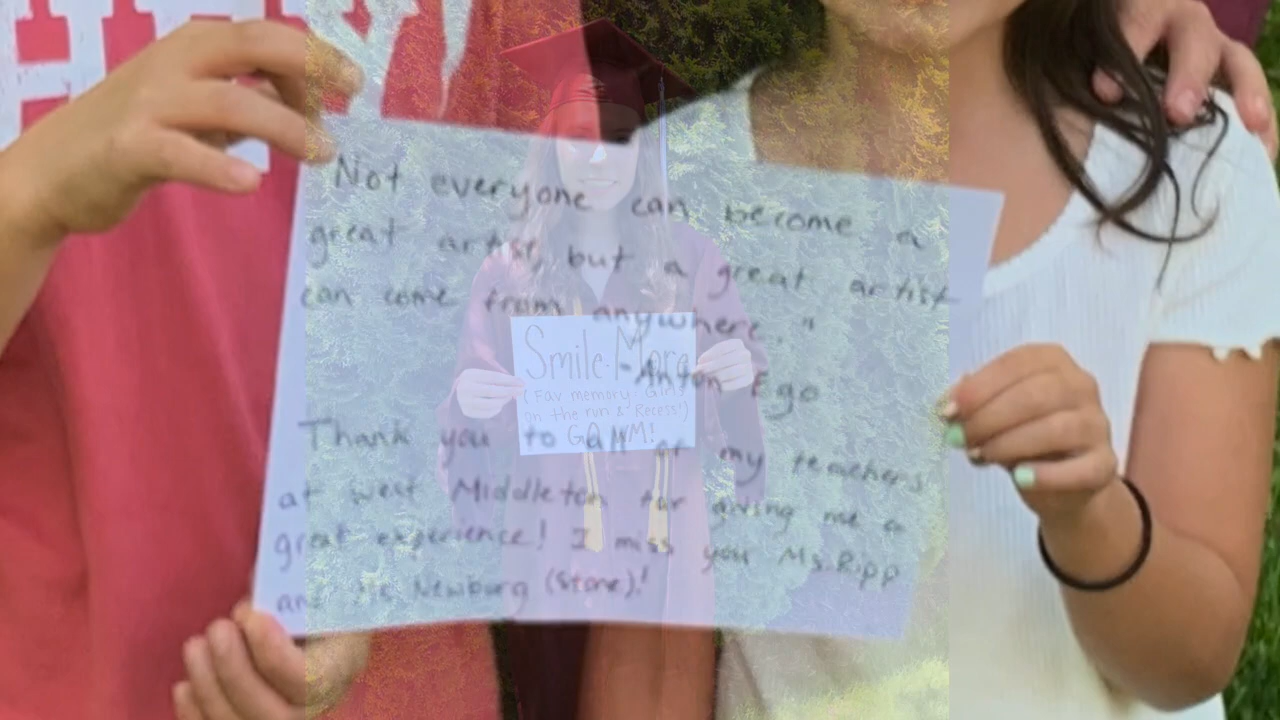 "Not everyone can become a
great artist, but a great artist
can come from anywhere."
-Anton Ego
Thank you to all of my teachers
at West Middleton for giving me a
great experience! I miss you Ms. Ripp
and Newburg (Stone)!
Smile More
(Fav memory: Girls
on the run & "Recess")
GO WM!